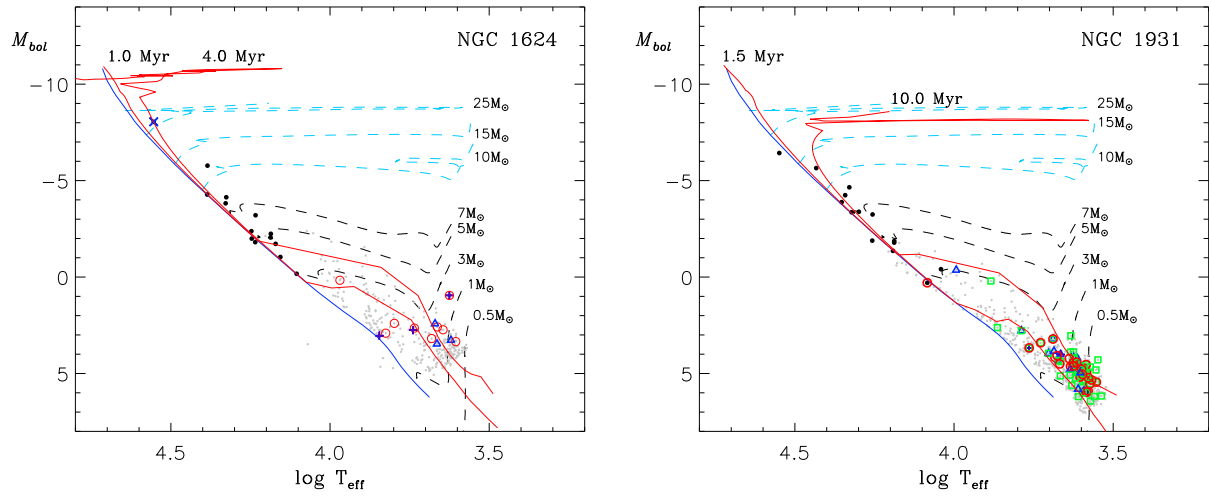 M_bol
1.0 Myr 4.0 Myr
NGC 1624
−10
−5
0
5
25M⊙
15M⊙
10M⊙
7M⊙
5M⊙
3M⊙
1M⊙
0.5M⊙
4.5 4.0 3.5
log T_eff
M_bol
1.5 Myr
NGC 1931
10.0 Myr
−10
−5
0
5
25M⊙
15M⊙
10M⊙
7M⊙
5M⊙
3M⊙
1M⊙
0.5M⊙
4.5 4.0 3.5
log T_eff